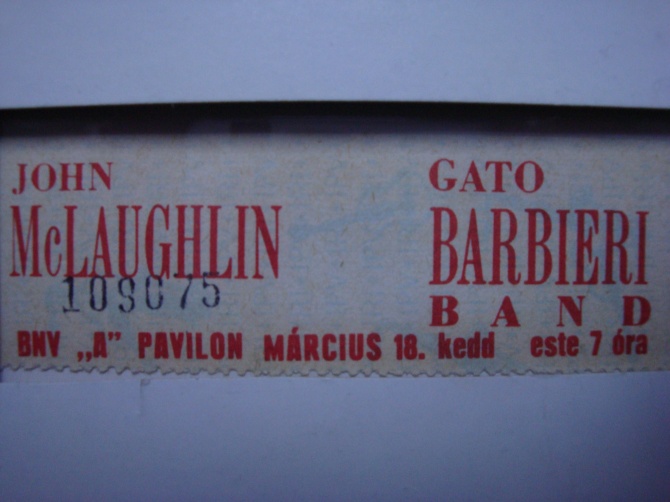 JOHN
McLAUGHLIN
109075
GATO
BARBIERI
BAND
BNV „A” PAVILON MÁRCIUS 18. kedd este 7 óra